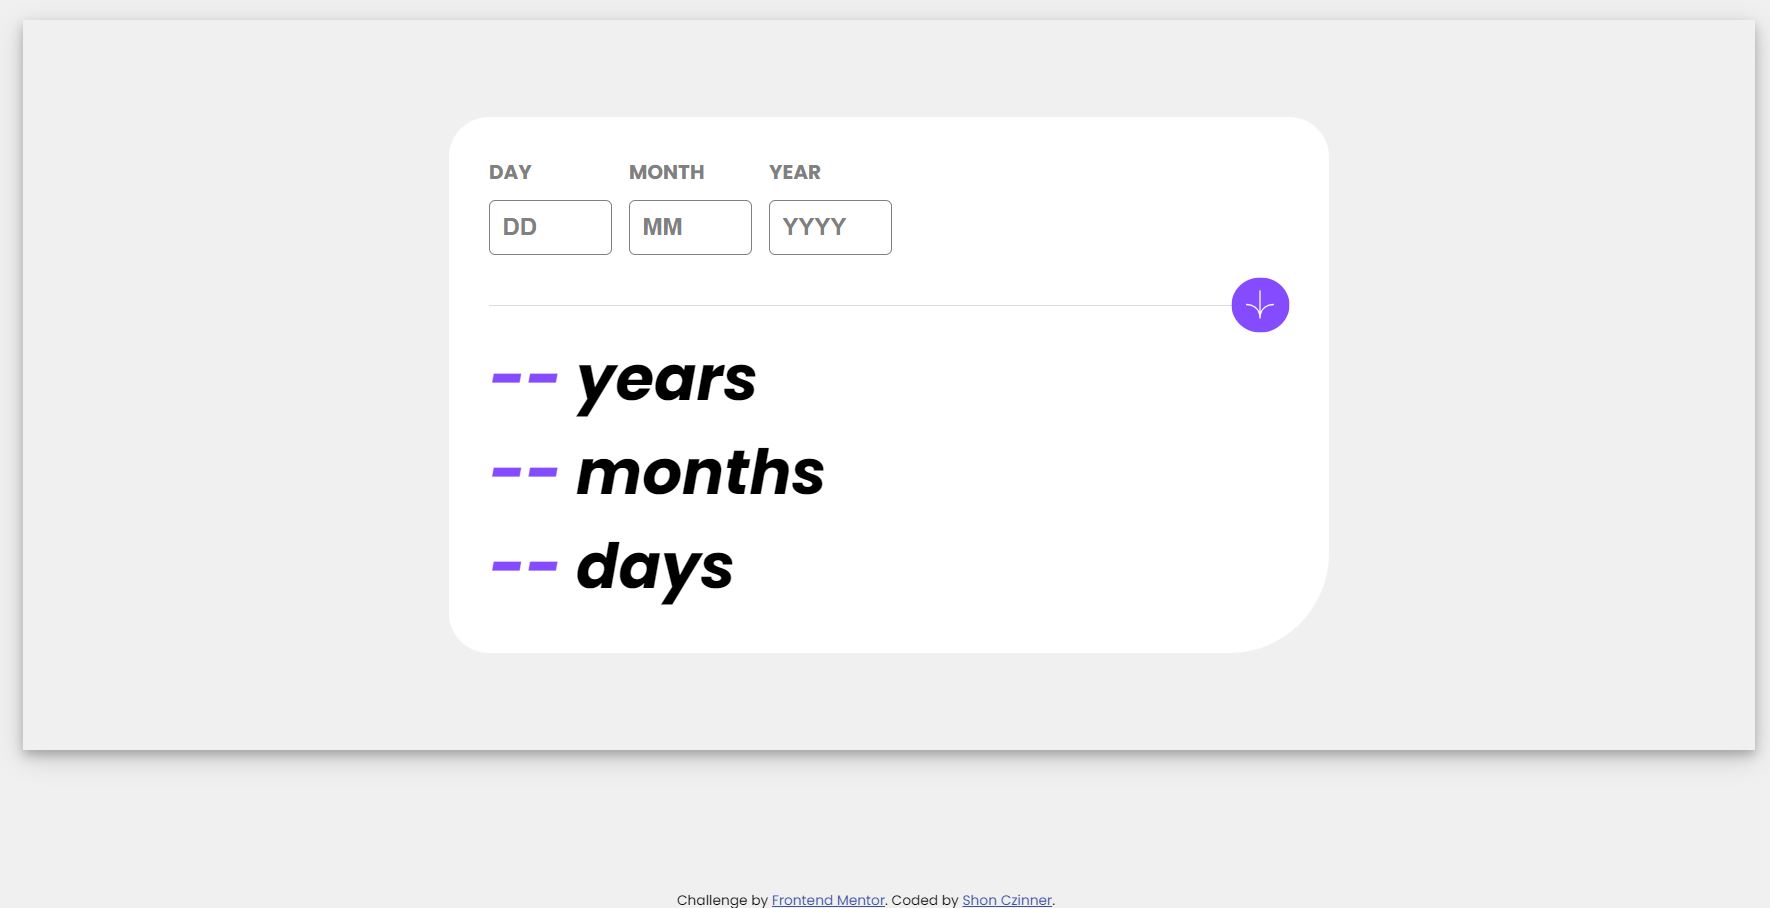 DAY MONTH YEAR
DD MM YYYY
-- years
-- months
-- days
Challenge by Frontend Mentor. Coded by Shon Czinner.